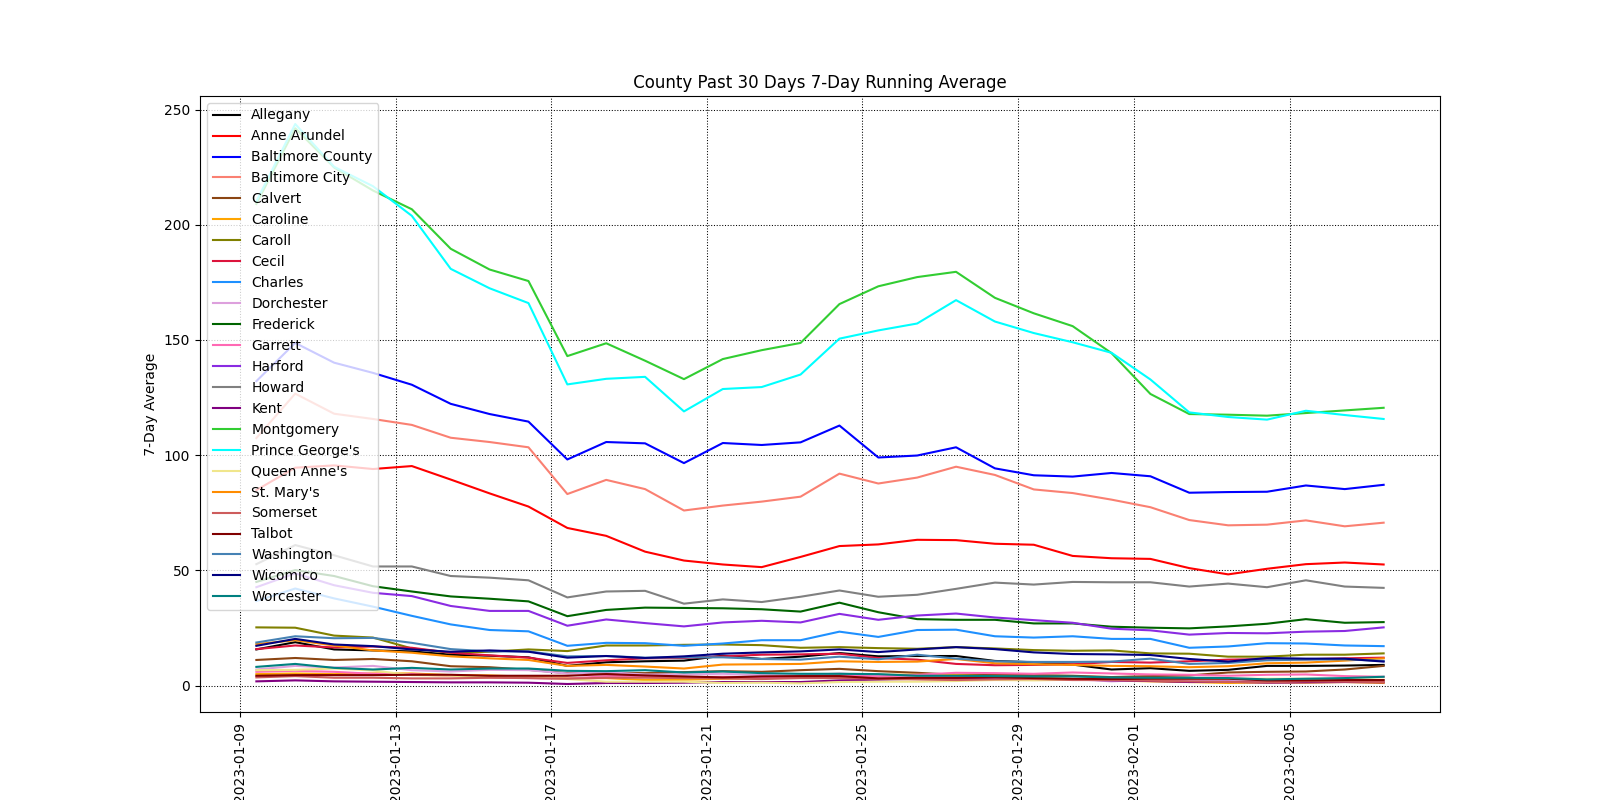 County Past 30 Days 7-Day Running Average
7-Day Average
250
200
150
100
50
0
Allegany
Anne Arundel
Baltimore County
Baltimore City
Calvert
Caroline
Caroll
Cecil
Charles
Dorchester
Frederick
Garrett
Harford
Howard
Kent
Montgomery
Prince George's
Queen Anne's
St. Mary's
Somerset
Talbot
Washington
Wicomico
Worcester
2023-01-09
2023-01-13
2023-01-17
2023-01-21
2023-01-25
2023-01-29
2023-02-01
2023-02-05